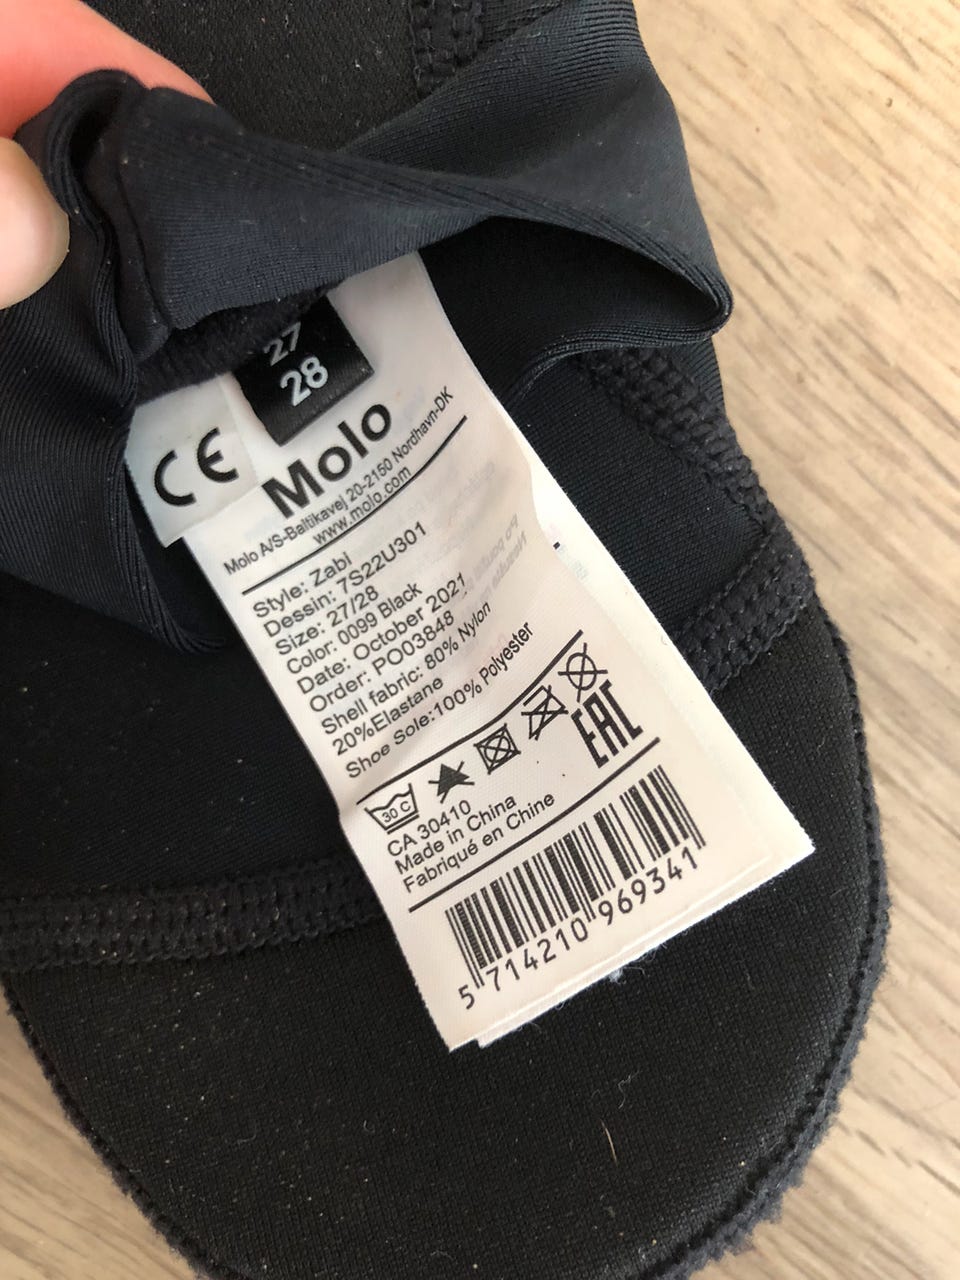 27
28
CE
Molo
Molo A/S-Baltikavej 20-2150 Nordhavn-DK
www.molo.com
Style: Zabi
Dessin: 7S22U301
Size: 27/28
Color: 0099 Black
Date: October 2021
Order: PO03848
Shell fabric: 80% Nylon
20%Elastane
Shoe Sole:100% Polyester
30 C
EAC
CA 30410
Made in China
Fabriqué en Chine
5 714210 969341